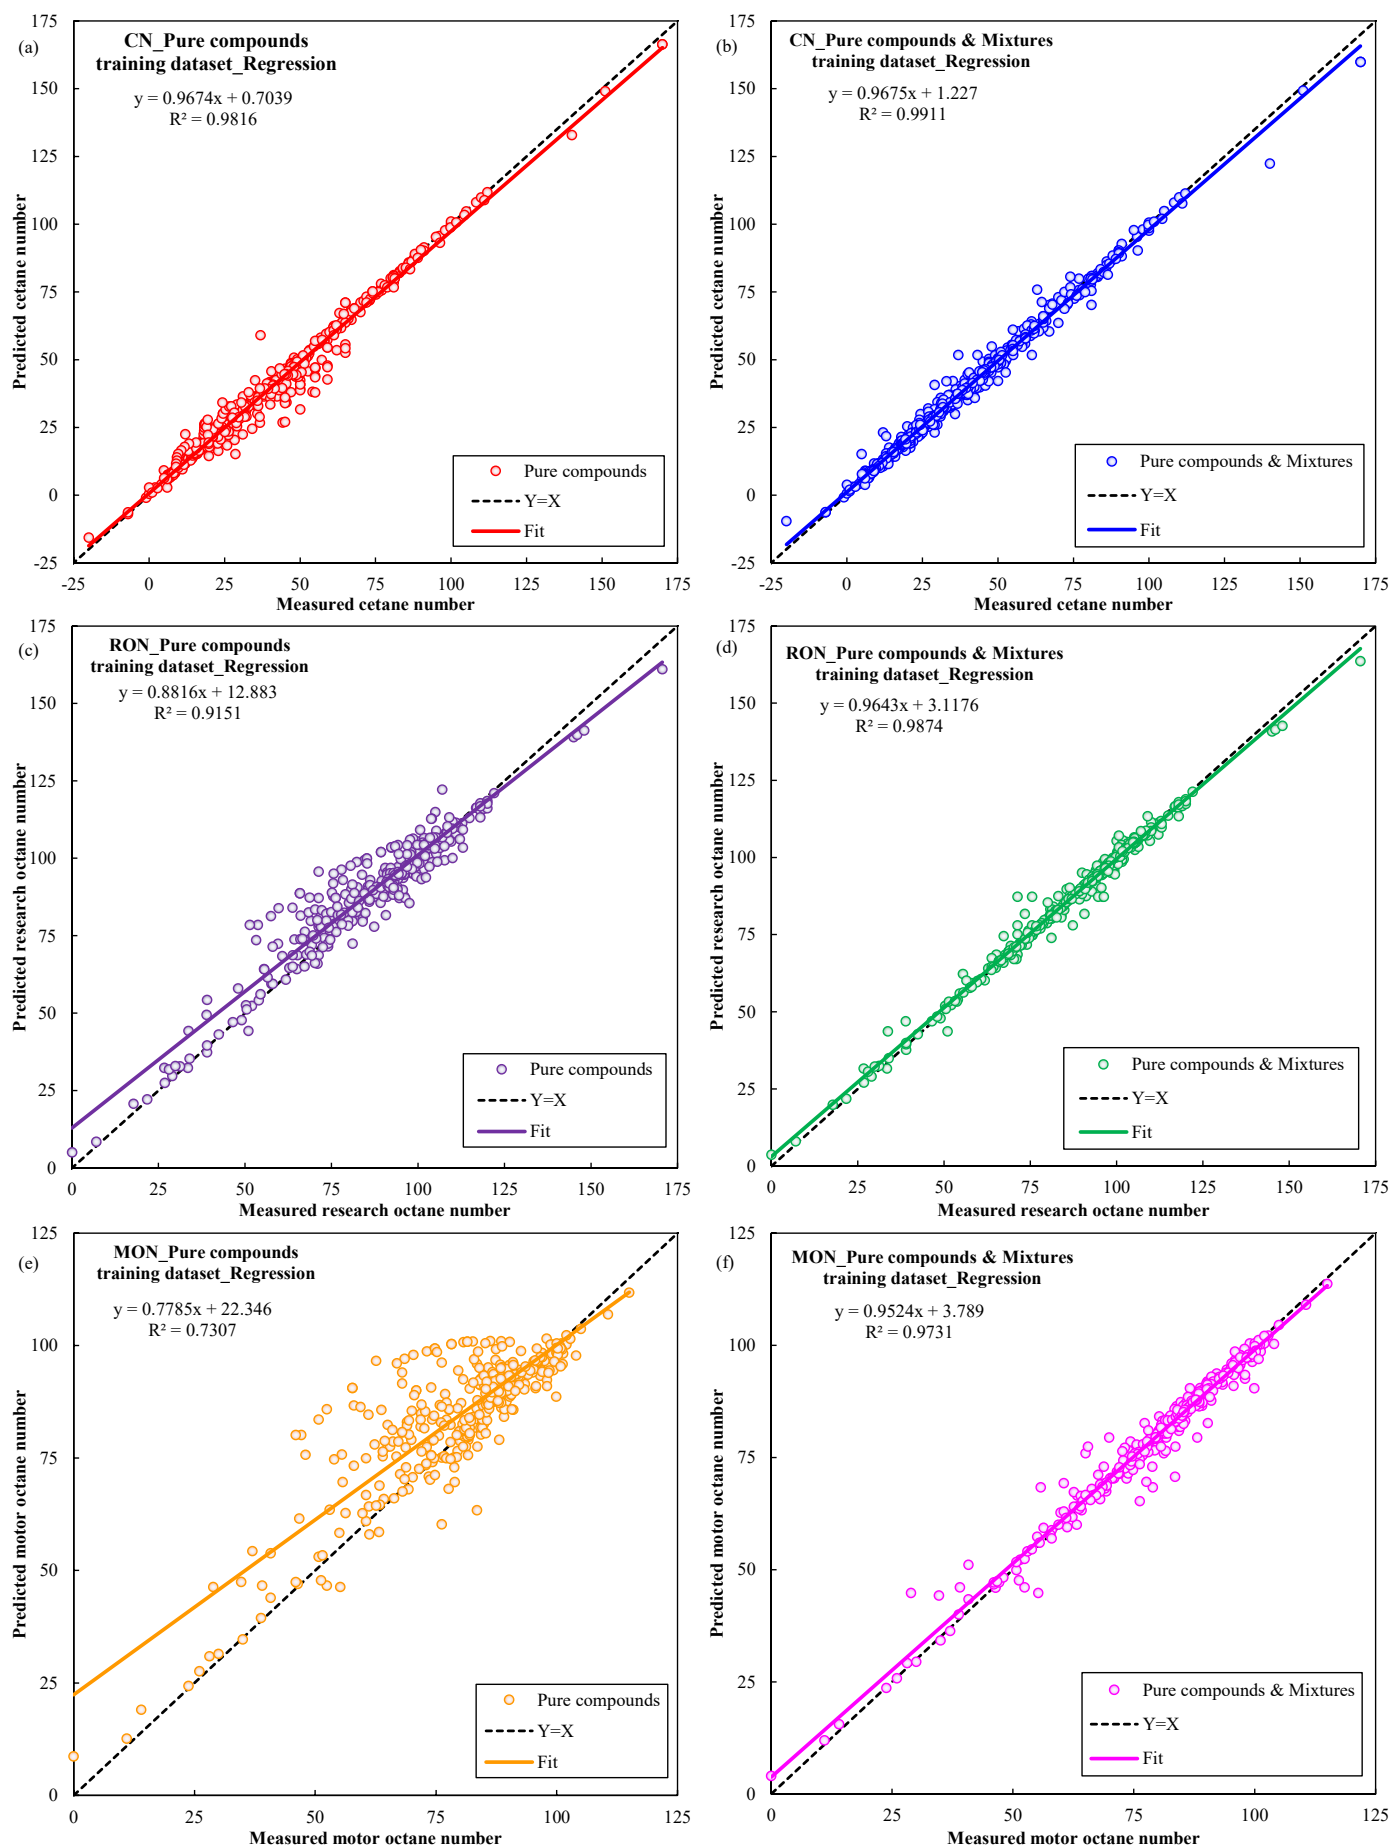 (a)
CN_Pure compounds
training dataset_Regression
y = 0.9674x + 0.7039
R² = 0.9816
Predicted cetane number
175
150
125
100
75
50
25
0
-25
Pure compounds
Y=X
Fit
-25 0 25 50 75 100 125 150 175
Measured cetane number
(b)
CN_Pure compounds & Mixtures
training dataset_Regression
y = 0.9675x + 1.227
R² = 0.9911
Predicted cetane number
175
150
125
100
75
50
25
0
-25
Pure compounds & Mixtures
Y=X
Fit
-25 0 25 50 75 100 125 150 175
Measured cetane number
(c)
RON_Pure compounds
training dataset_Regression
y = 0.8816x + 12.883
R² = 0.9151
Predicted research octane number
175
150
125
100
75
50
25
0
Pure compounds
Y=X
Fit
0 25 50 75 100 125 150 175
Measured research octane number
(d)
RON_Pure compounds & Mixtures
training dataset_Regression
y = 0.9643x + 3.1176
R² = 0.9874
Predicted research octane number
175
150
125
100
75
50
25
0
Pure compounds & Mixtures
Y=X
Fit
0 25 50 75 100 125 150 175
Measured research octane number
(e)
MON_Pure compounds
training dataset_Regression
y = 0.7785x + 22.346
R² = 0.7307
Predicted motor octane number
125
100
75
50
25
0
Pure compounds
Y=X
Fit
0 25 50 75 100 125
Measured motor octane number
(f)
MON_Pure compounds & Mixtures
training dataset_Regression
y = 0.9524x + 3.789
R² = 0.9731
Predicted motor octane number
125
100
75
50
25
0
Pure compounds & Mixtures
Y=X
Fit
0 25 50 75 100 125
Measured motor octane number